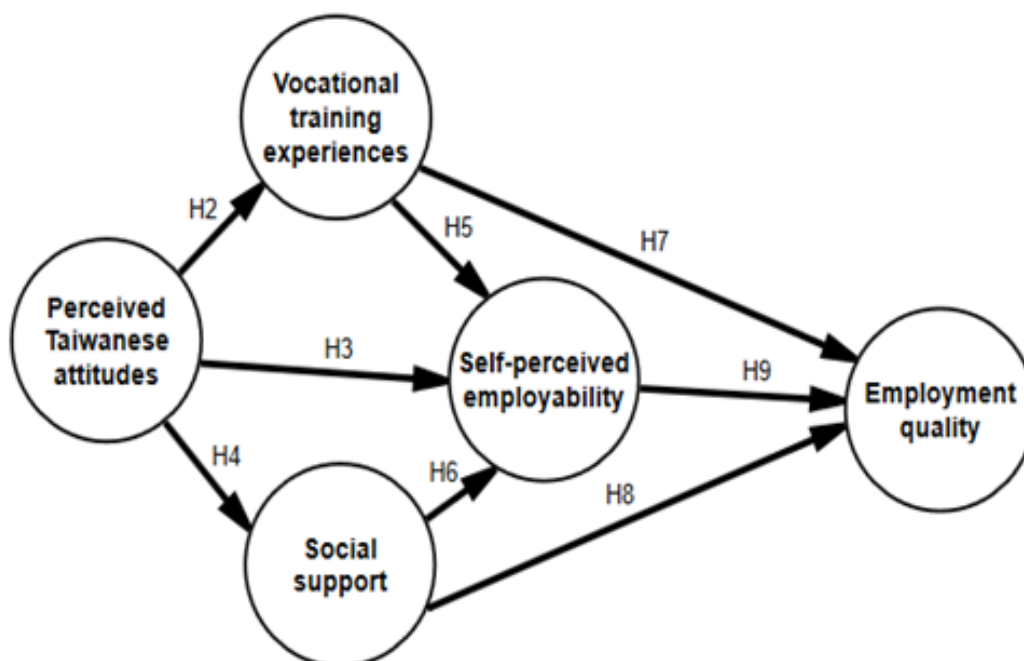 Vocational
training
experiences
H2
H5
H7
Perceived
Taiwanese
attitudes
H3
Self-perceived
employability
H9
Employment
quality
H4
H6
H8
Social
support